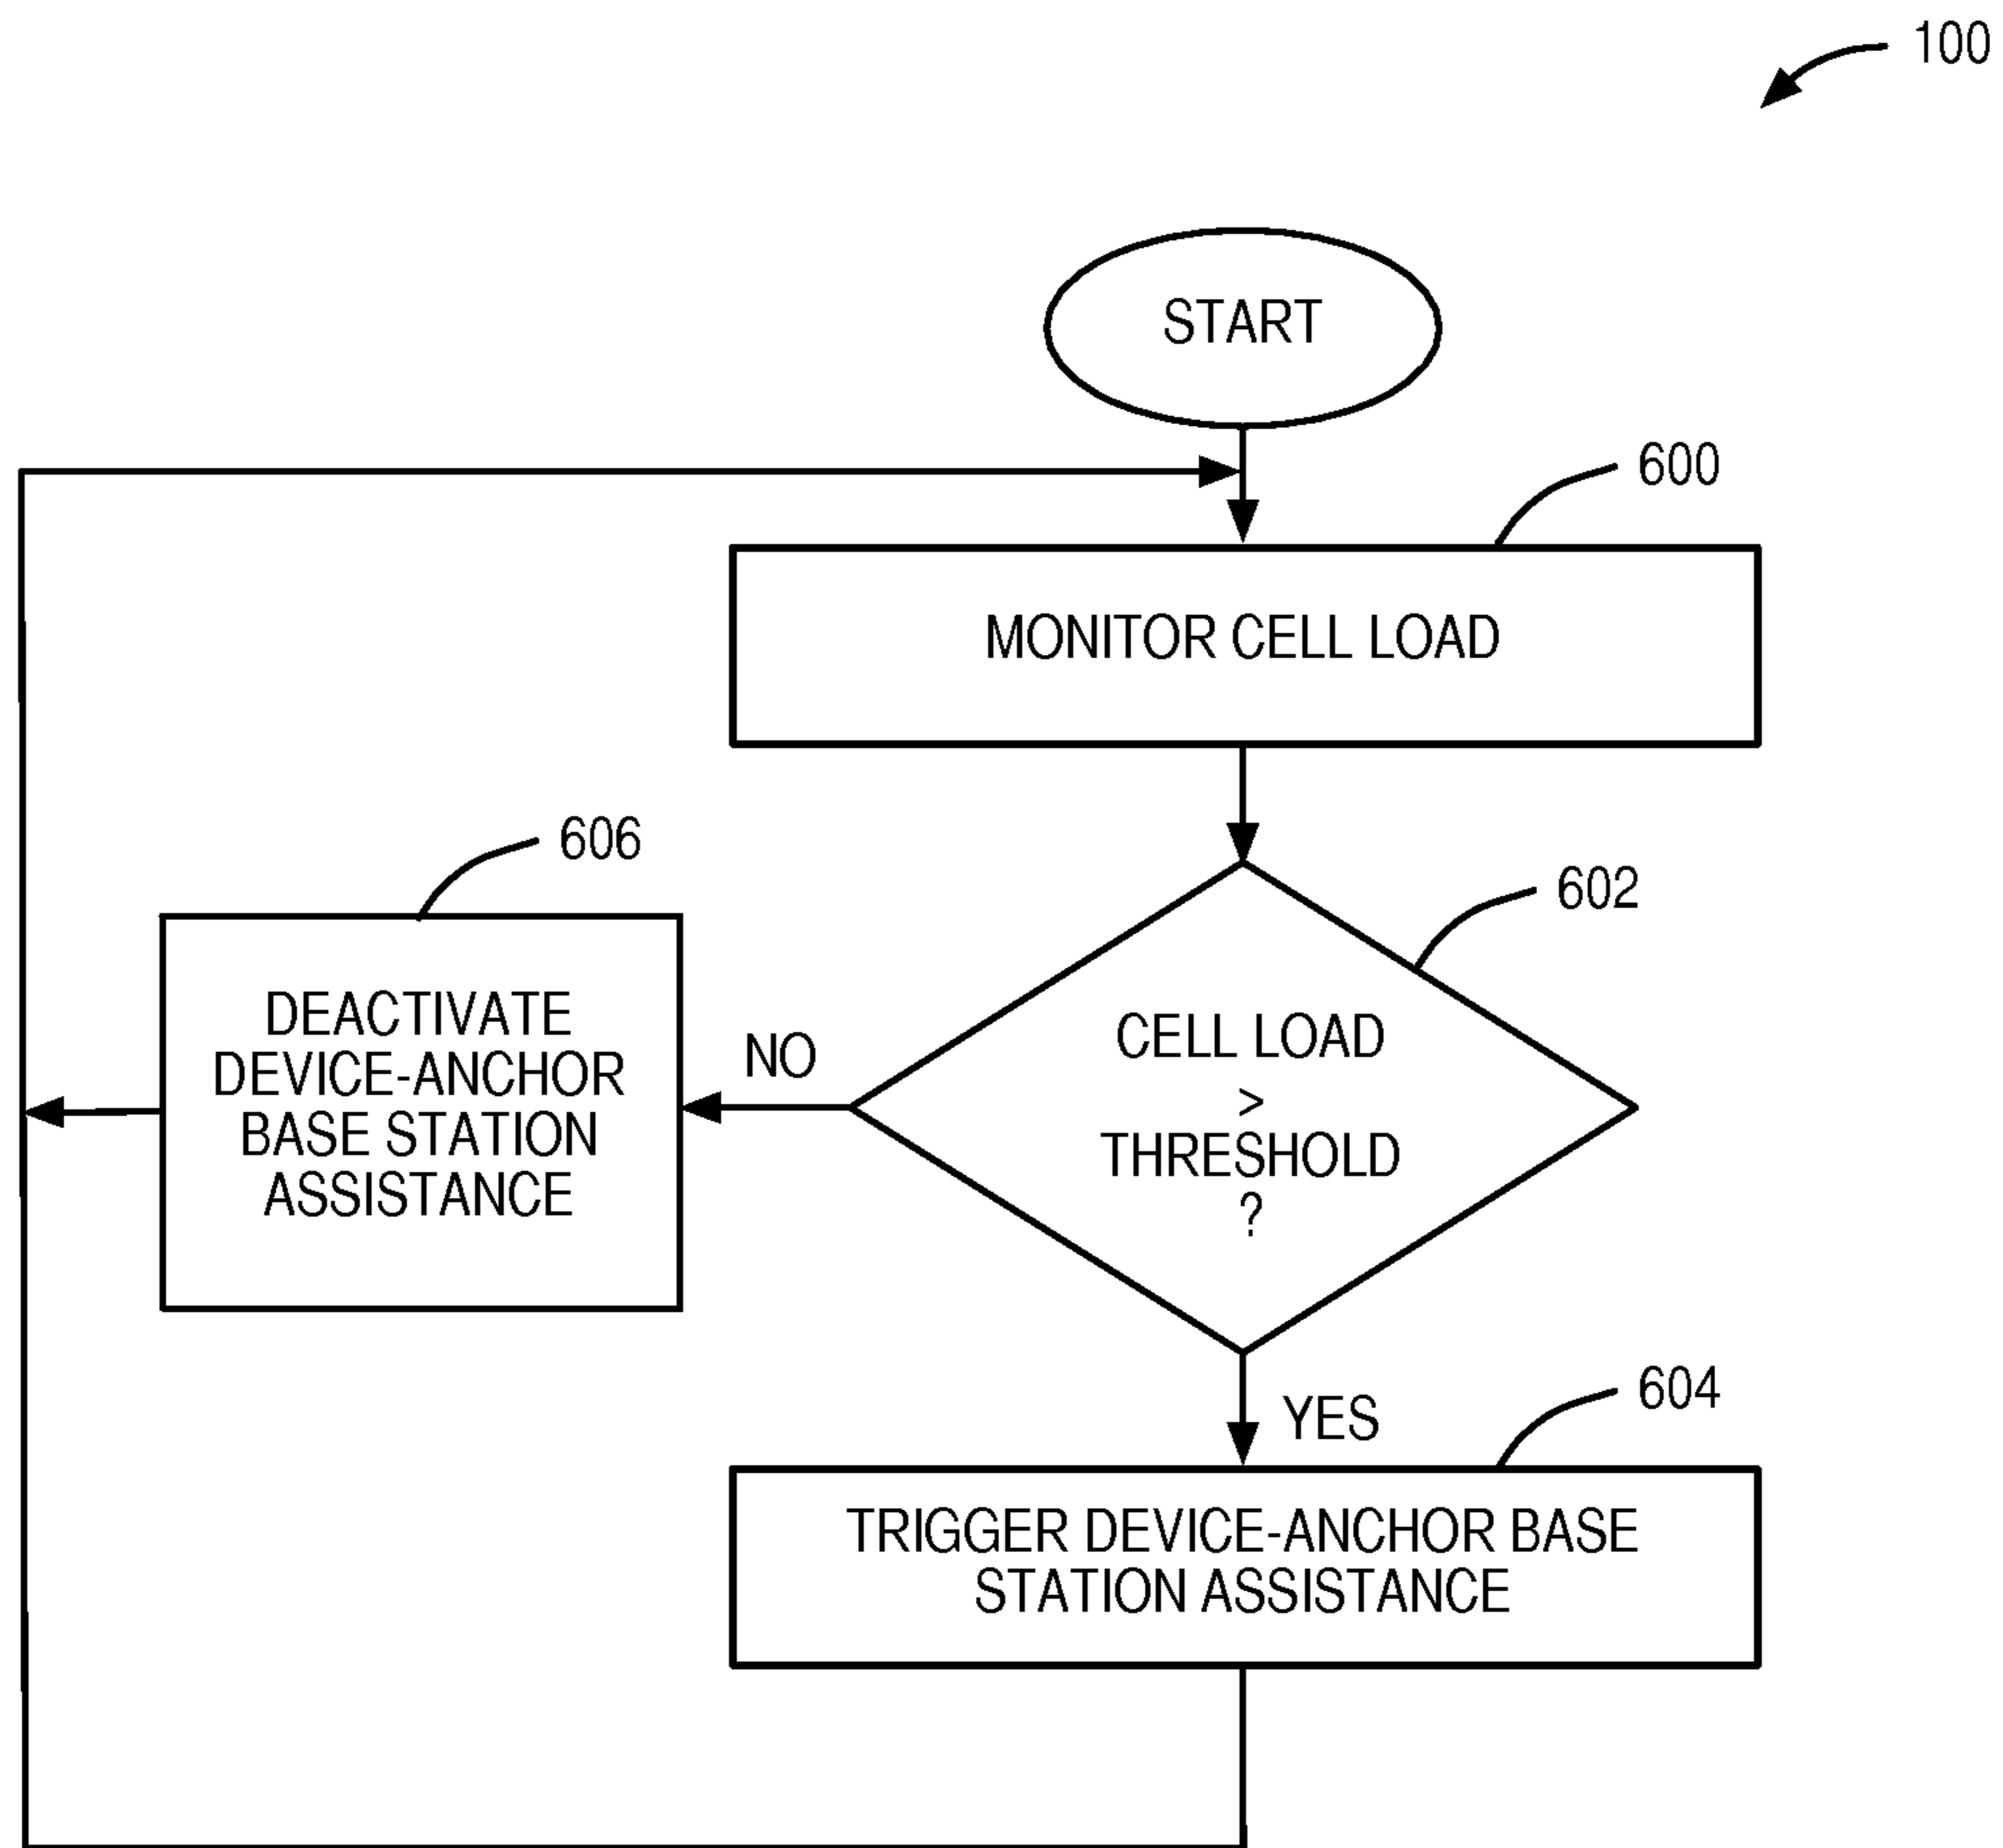 100
START
600
MONITOR CELL LOAD
606
602
DEACTIVATE
DEVICE-ANCHOR
BASE STATION
ASSISTANCE
NO
CELL LOAD
>
THRESHOLD
?
YES
604
TRIGGER DEVICE-ANCHOR BASE
STATION ASSISTANCE